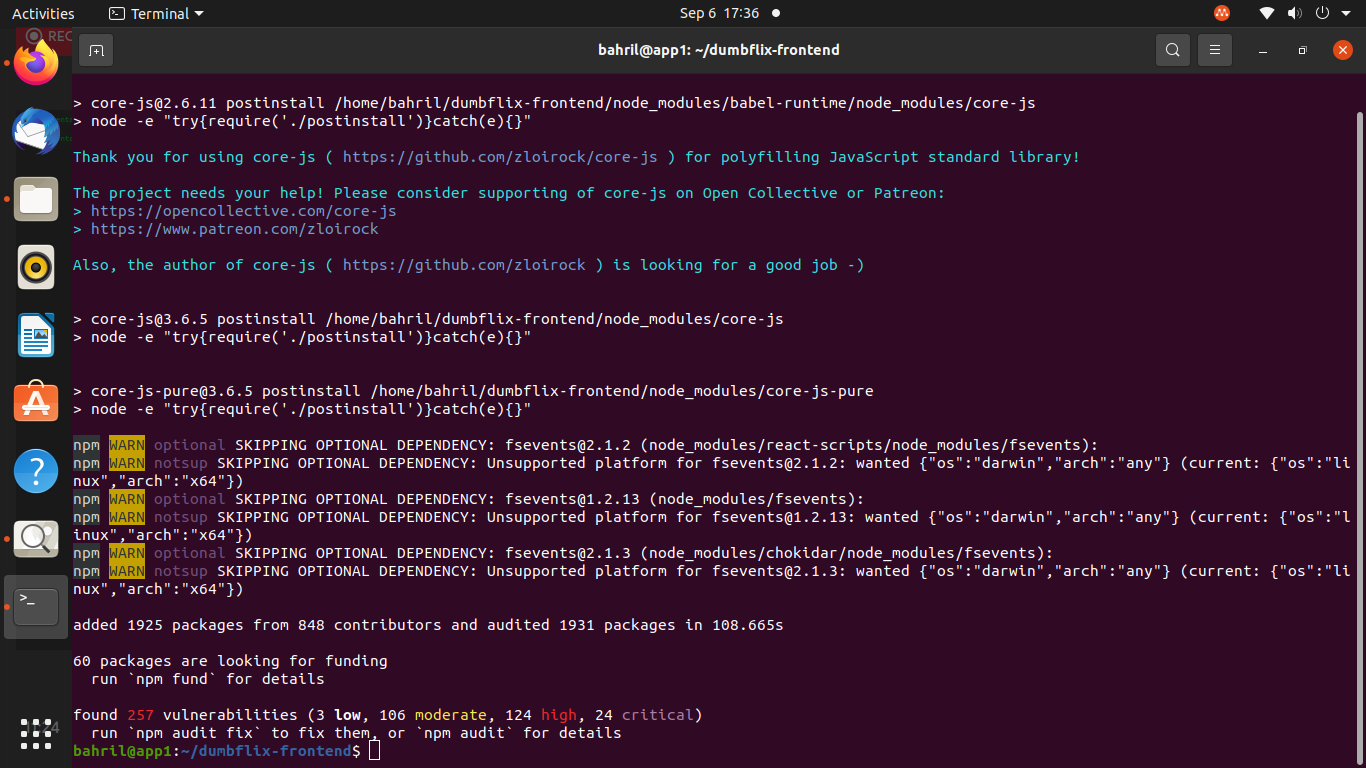 Activities
Terminal
Sep 6 17:36
REC
bahril@app1: ~/dumbflix-frontend
> core-js@2.6.11 postinstall /home/bahril/dumbflix-frontend/node_modules/babel-runtime/node_modules/core-js
> node -e "try{require('./postinstall')}catch(e){}"
Thank you for using core-js ( https://github.com/zloirock/core-js ) for polyfilling JavaScript standard library!
The project needs your help! Please consider supporting of core-js on Open Collective or Patreon:
> https://opencollective.com/core-js
> https://www.patreon.com/zloirock
Also, the author of core-js ( https://github.com/zloirock ) is looking for a good job -)
> core-js@3.6.5 postinstall /home/bahril/dumbflix-frontend/node_modules/core-js
> node -e "try{require('./postinstall')}catch(e){}"
> core-js-pure@3.6.5 postinstall /home/bahril/dumbflix-frontend/node_modules/core-js-pure
> node -e "try{require('./postinstall')}catch(e){}"
npm WARN optional SKIPPING OPTIONAL DEPENDENCY: fsevents@2.1.2 (node_modules/react-scripts/node_modules/fsevents):
npm WARN notsup SKIPPING OPTIONAL DEPENDENCY: Unsupported platform for fsevents@2.1.2: wanted {"os":"darwin","arch":"any"} (current: {"os":"li
nux","arch":"x64"})
npm WARN optional SKIPPING OPTIONAL DEPENDENCY: fsevents@1.2.13 (node_modules/fsevents):
npm WARN notsup SKIPPING OPTIONAL DEPENDENCY: Unsupported platform for fsevents@1.2.13: wanted {"os":"darwin","arch":"any"} (current: {"os":"l
inux","arch":"x64"})
npm WARN optional SKIPPING OPTIONAL DEPENDENCY: fsevents@2.1.3 (node_modules/chokidar/node_modules/fsevents):
npm WARN notsup SKIPPING OPTIONAL DEPENDENCY: Unsupported platform for fsevents@2.1.3: wanted {"os":"darwin","arch":"any"} (current: {"os":"li
nux","arch":"x64"})
added 1925 packages from 848 contributors and audited 1931 packages in 108.665s
60 packages are looking for funding
run `npm fund` for details
found 257 vulnerabilities (3 low, 106 moderate, 124 high, 24 critical)
run `npm audit fix` to fix them, or `npm audit` for details
bahril@app1:~/dumbflix-frontend$